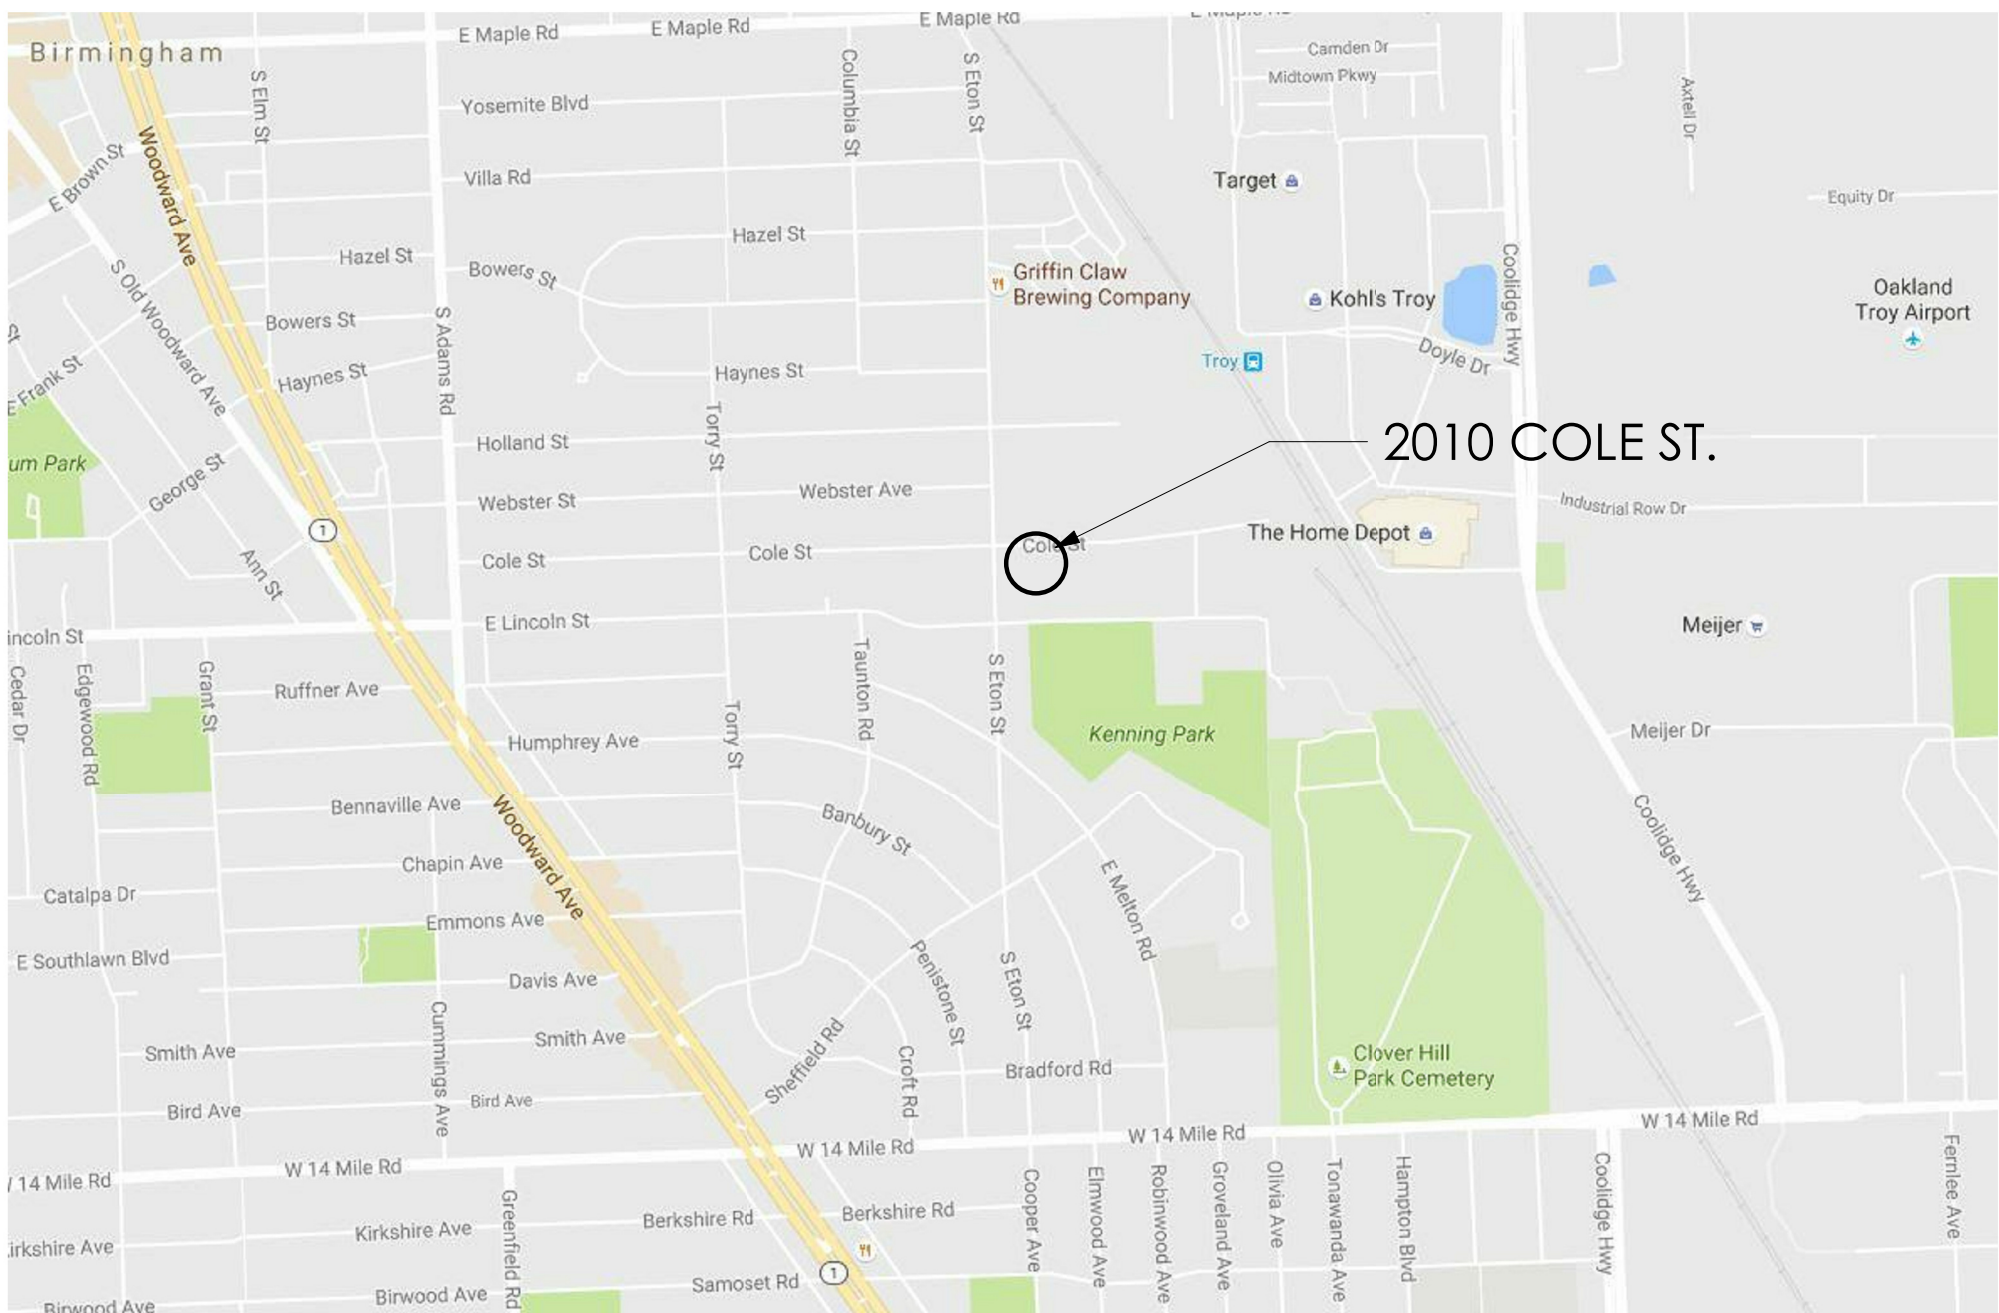 E Maple Rd
E Maple Rd
E Maple Rd
Birmingham
Camden Dr
Midtown Pkwy
S Elm St
Columbia St
S Eton St
Axtell Dr
Yosemite Blvd
Woodward Ave
E Brown St
Villa Rd
Target
Equity Dr
Hazel St
Hazel St
Bowers St
S Old Woodward Ave
Griffin Claw
Brewing Company
Kohl's Troy
Coolidge Hwy
Oakland
Troy Airport
Bowers St
S Adams Rd
St
E Frank St
Haynes St
Haynes St
Troy
Doyle Dr
Torry St
Holland St
2010 COLE ST.
um Park
George St
Webster St
Webster Ave
Industrial Row Dr
1
The Home Depot
Cole St
Cole St
Cole St
Ann St
E Lincoln St
incoln St
Meijer
Cedar Dr
Edgewood Rd
Grant St
Ruffner Ave
Taunton Rd
S Eton St
Torry St
Humphrey Ave
Kenning Park
Meijer Dr
Bennaville Ave
Woodward Ave
Banbury St
Coolidge Hwy
Chapin Ave
E Melton Rd
Catalpa Dr
Emmons Ave
E Southlawn Blvd
Davis Ave
Penistone St
S Eton St
Cummings Ave
Smith Ave
Smith Ave
Sheffield Rd
Croft Rd
Bradford Rd
Clover Hill
Park Cemetery
Bird Ave
Bird Ave
W 14 Mile Rd
W 14 Mile Rd
W 14 Mile Rd
W 14 Mile Rd
14 Mile Rd
Greenfield Rd
Cooper Ave
Elmwood Ave
Robinwood Ave
Groveland Ave
Olivia Ave
Tonawanda Ave
Hampton Blvd
Coolidge Hwy
Fernlee Ave
Kirkshire Ave
Berkshire Rd
Berkshire Rd
irkshire Ave
1
Samoset Rd
Birwood Ave
Birwood Ave